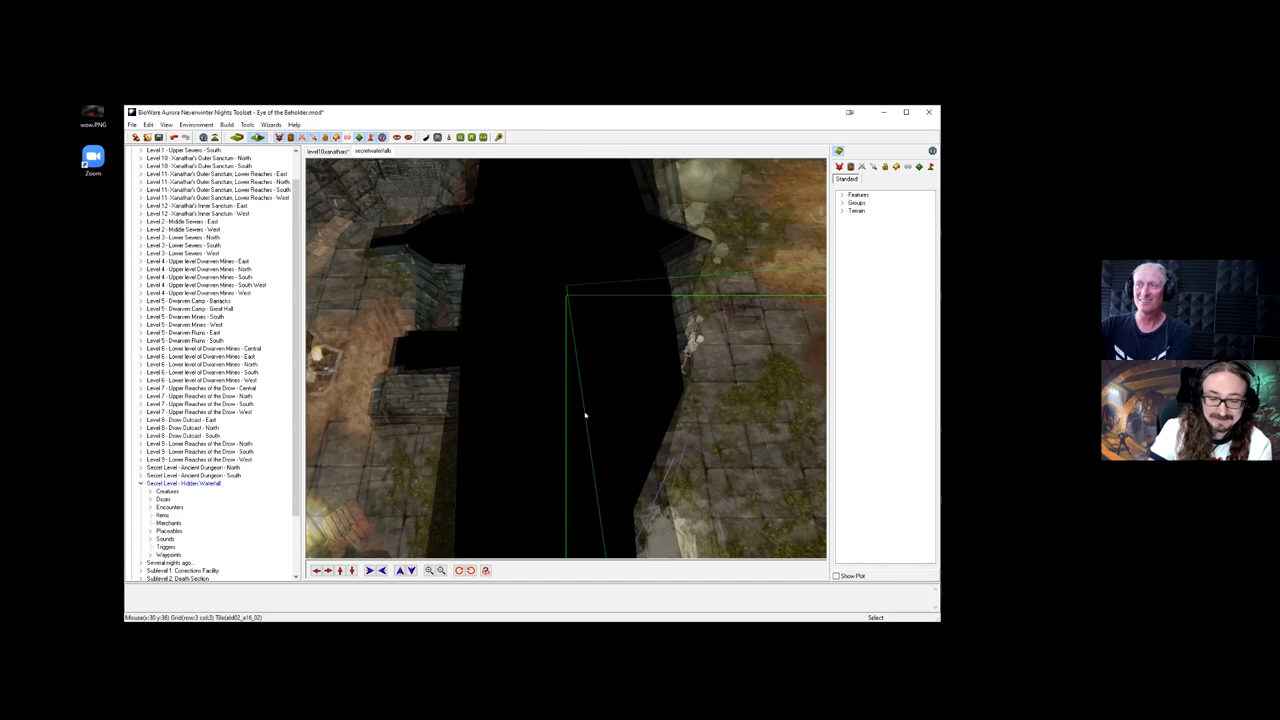 wow.PNG
Zoom
BioWare Aurora Neverwinter Nights Toolset - Eye of the Beholder.mod*
File Edit View Environment Build Tools Wizards Help
level10xanathars* secretwaterfalls
Level 1 - Upper Sewers - South
Level 10 - Xanathar's Outer Sanctum - North
Level 10 - Xanathar's Outer Sanctum - South
Level 11 -Xanathar's Outer Sanctum, Lower Reaches - East
Level 11 -Xanathar's Outer Sanctum, Lower Reaches - North
Level 11 -Xanathar's Outer Sanctum, Lower Reaches - South
Level 11 -Xanathar's Outer Sanctum, Lower Reaches - West
Level 12 - Xanathar's Inner Sanctum - East
Level 12 - Xanathar's Inner Sanctum - West
Level 2 - Middle Sewers - East
Level 2 - Middle Sewers - West
Level 3 - Lower Sewers - North
Level 3 - Lower Sewers - South
Level 3 - Lower Sewers - West
Level 4 - Upper level Dwarven Mines - East
Level 4 - Upper level Dwarven Mines - North
Level 4 - Upper level Dwarven Mines - South
Level 4 - Upper level Dwarven Mines - South West
Level 4 - Upper level Dwarven Mines - West
Level 5 - Dwarven Camp - Barracks
Level 5 - Dwarven Camp - Great Hall
Level 5 - Dwarven Mines - South
Level 5 - Dwarven Mines - West
Level 5 - Dwarven Ruins - East
Level 5 - Dwarven Ruins - South
Level 6 - Lower level of Dwarven Mines - Central
Level 6 - Lower level of Dwarven Mines - East
Level 6 - Lower level of Dwarven Mines - North
Level 6 - Lower level of Dwarven Mines - South
Level 6 - Lower level of Dwarven Mines - West
Level 7 - Upper Reaches of the Drow - Central
Level 7 - Upper Reaches of the Drow - North
Level 7 - Upper Reaches of the Drow - South
Level 7 - Upper Reaches of the Drow - West
Level 8 - Drow Outcast - East
Level 8 - Drow Outcast - North
Level 8 - Drow Outcast - South
Level 9 - Lower Reaches of the Drow - North
Level 9 - Lower Reaches of the Drow - South
Level 9 - Lower Reaches of the Drow - West
Secret Level - Ancient Dungeon - North
Secret Level - Ancient Dungeon - South
Secret Level - Hidden Waterfall
Creatures
Doors
Encounters
Items
Merchants
Placeables
Sounds
Triggers
Waypoints
Several nights ago...
Sublevel 1: Corrections Facility
Sublevel 2: Death Section
Standard
Features
Groups
Terrain
Show Plot
Mouse(x:30 y:36) Grid(row:3 col:3) Tile(eld02_a16_02)
Select